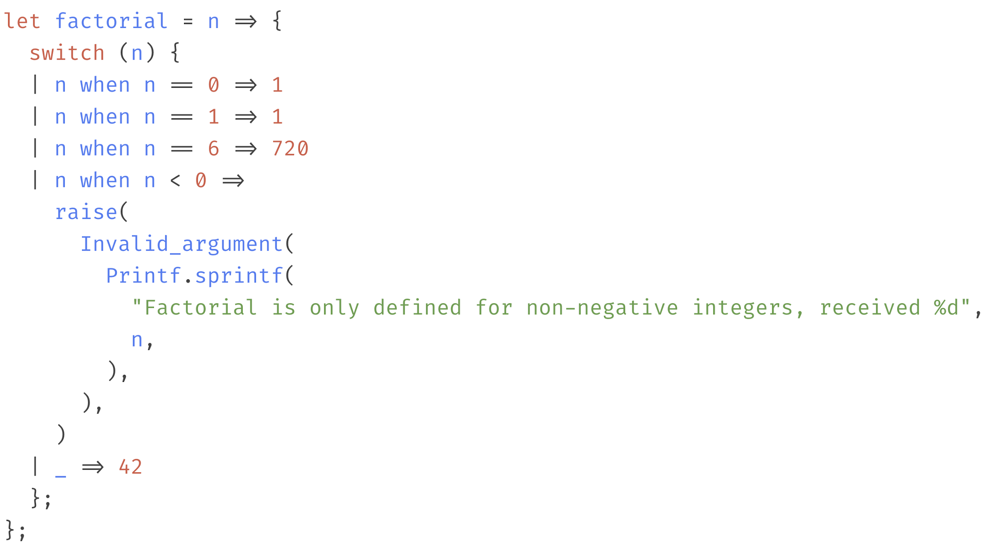 let factorial = n => {
  switch (n) {
  | n when n == 0 => 1
  | n when n == 1 => 1
  | n when n == 6 => 720
  | n when n < 0 =>
    raise(
      Invalid_argument(
        Printf.sprintf(
          "Factorial is only defined for non-negative integers, received %d",
          n,
        ),
      ),
    )
  | _ => 42
  };
};